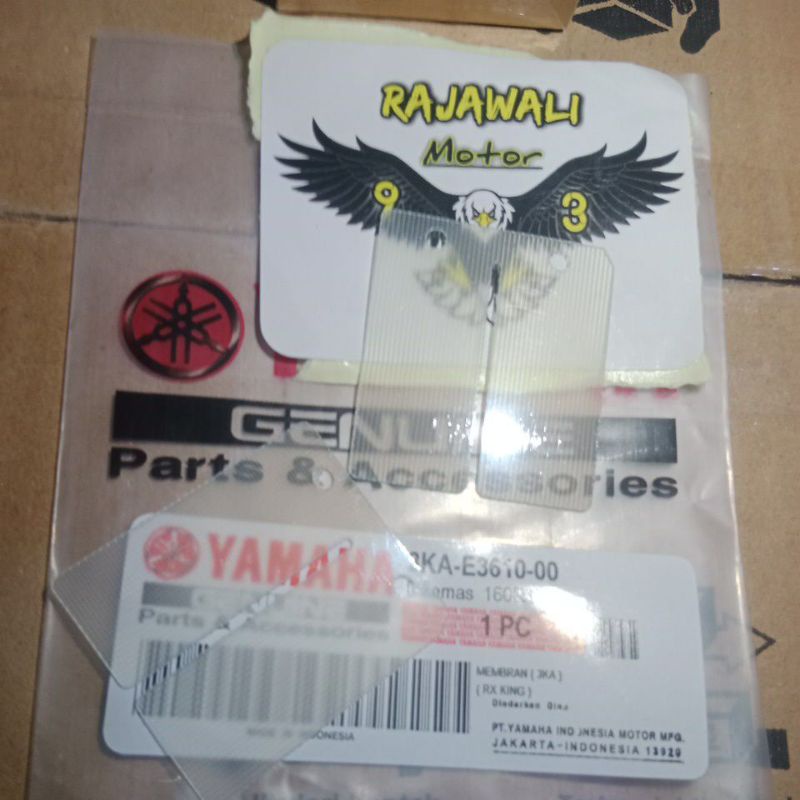 RAJAWALI
Motor
9 3
GENUINE
Parts & Accessories
YAMAHA
3KA-E3610-00
1 PC
Parts & Accessories
MEMBRAN ( 3KA )
( RX KING )
PT.YAMAHA INDONESIA MOTOR MFG.
JAKARTA-INDONESIA 13920